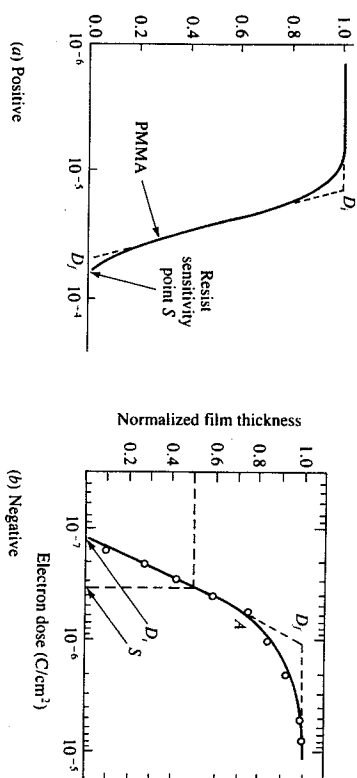 1.0
0.8
0.6
0.4
0.2
0.0
10⁻⁶
10⁻⁵
10⁻⁴
D_i
D_f
PMMA
Resist
sensitivity
point S
(a) Positive
Normalized film thickness
1.0
0.8
0.6
0.4
0.2
10⁻⁷
10⁻⁶
10⁻⁵
D_f
A
D_i
S
Electron dose (C/cm²)
(b) Negative